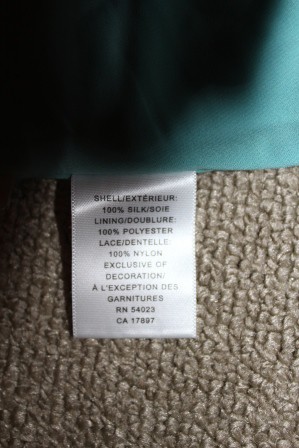 SHELL/EXTÉRIEUR:
100% SILK/SOIE
LINING/DOUBLURE:
100% POLYESTER
LACE/DENTELLE:
100% NYLON
EXCLUSIVE OF
DECORATION/
À L'EXCEPTION DES
GARNITURES
RN 54023
CA 17897